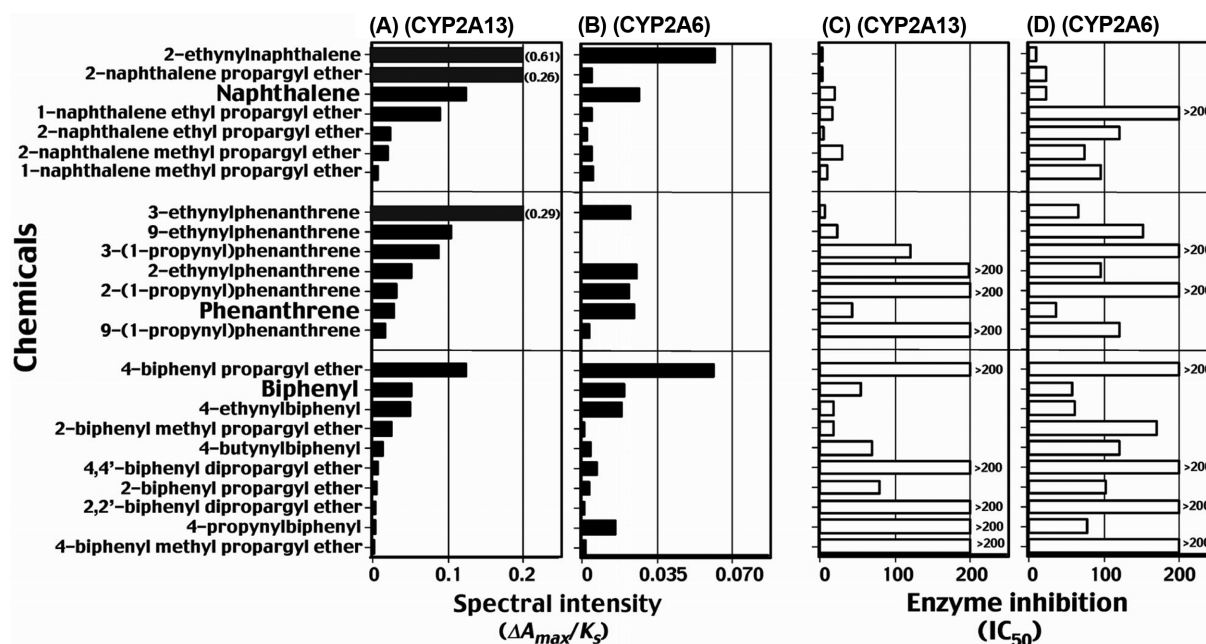 (A) (CYP2A13) (B) (CYP2A6) (C) (CYP2A13) (D) (CYP2A6)
2-ethynylnaphthalene (0.61)
2-naphthalene propargyl ether (0.26)
Naphthalene
1-naphthalene ethyl propargyl ether >200
2-naphthalene ethyl propargyl ether
2-naphthalene methyl propargyl ether
1-naphthalene methyl propargyl ether
3-ethynylphenanthrene (0.29)
9-ethynylphenanthrene
3-(1-propynyl)phenanthrene >200
2-ethynylphenanthrene >200
2-(1-propynyl)phenanthrene >200 >200
Phenanthrene
9-(1-propynyl)phenanthrene >200
4-biphenyl propargyl ether >200 >200
Biphenyl
4-ethynylbiphenyl
2-biphenyl methyl propargyl ether
4-butynylbiphenyl
4,4'-biphenyl dipropargyl ether >200 >200
2-biphenyl propargyl ether
2,2'-biphenyl dipropargyl ether >200 >200
4-propynylbiphenyl >200
4-biphenyl methyl propargyl ether >200 >200
Chemicals
0 0.1 0.2 0 0.035 0.070 0 100 200 0 100 200
Spectral intensity
(ΔAmax/Ks)
Enzyme inhibition
(IC50)